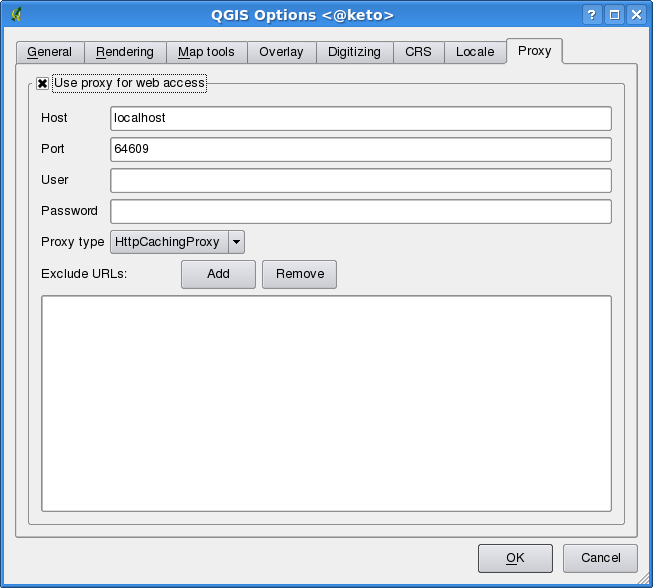 QGIS Options <@keto>
?
General Rendering Map tools Overlay Digitizing CRS Locale Proxy
Use proxy for web access
Host localhost
Port 64609
User
Password
Proxy type HttpCachingProxy
Exclude URLs: Add Remove
OK Cancel